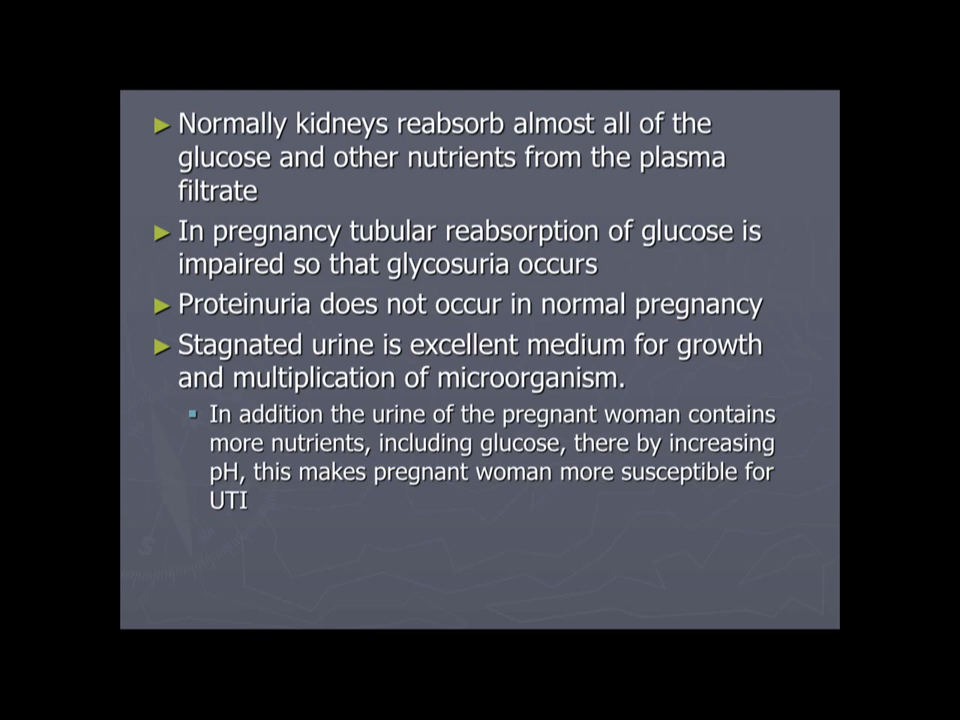 ► Normally kidneys reabsorb almost all of the
glucose and other nutrients from the plasma
filtrate
► In pregnancy tubular reabsorption of glucose is
impaired so that glycosuria occurs
► Proteinuria does not occur in normal pregnancy
► Stagnated urine is excellent medium for growth
and multiplication of microorganism.
▪ In addition the urine of the pregnant woman contains
more nutrients, including glucose, there by increasing
pH, this makes pregnant woman more susceptible for
UTI